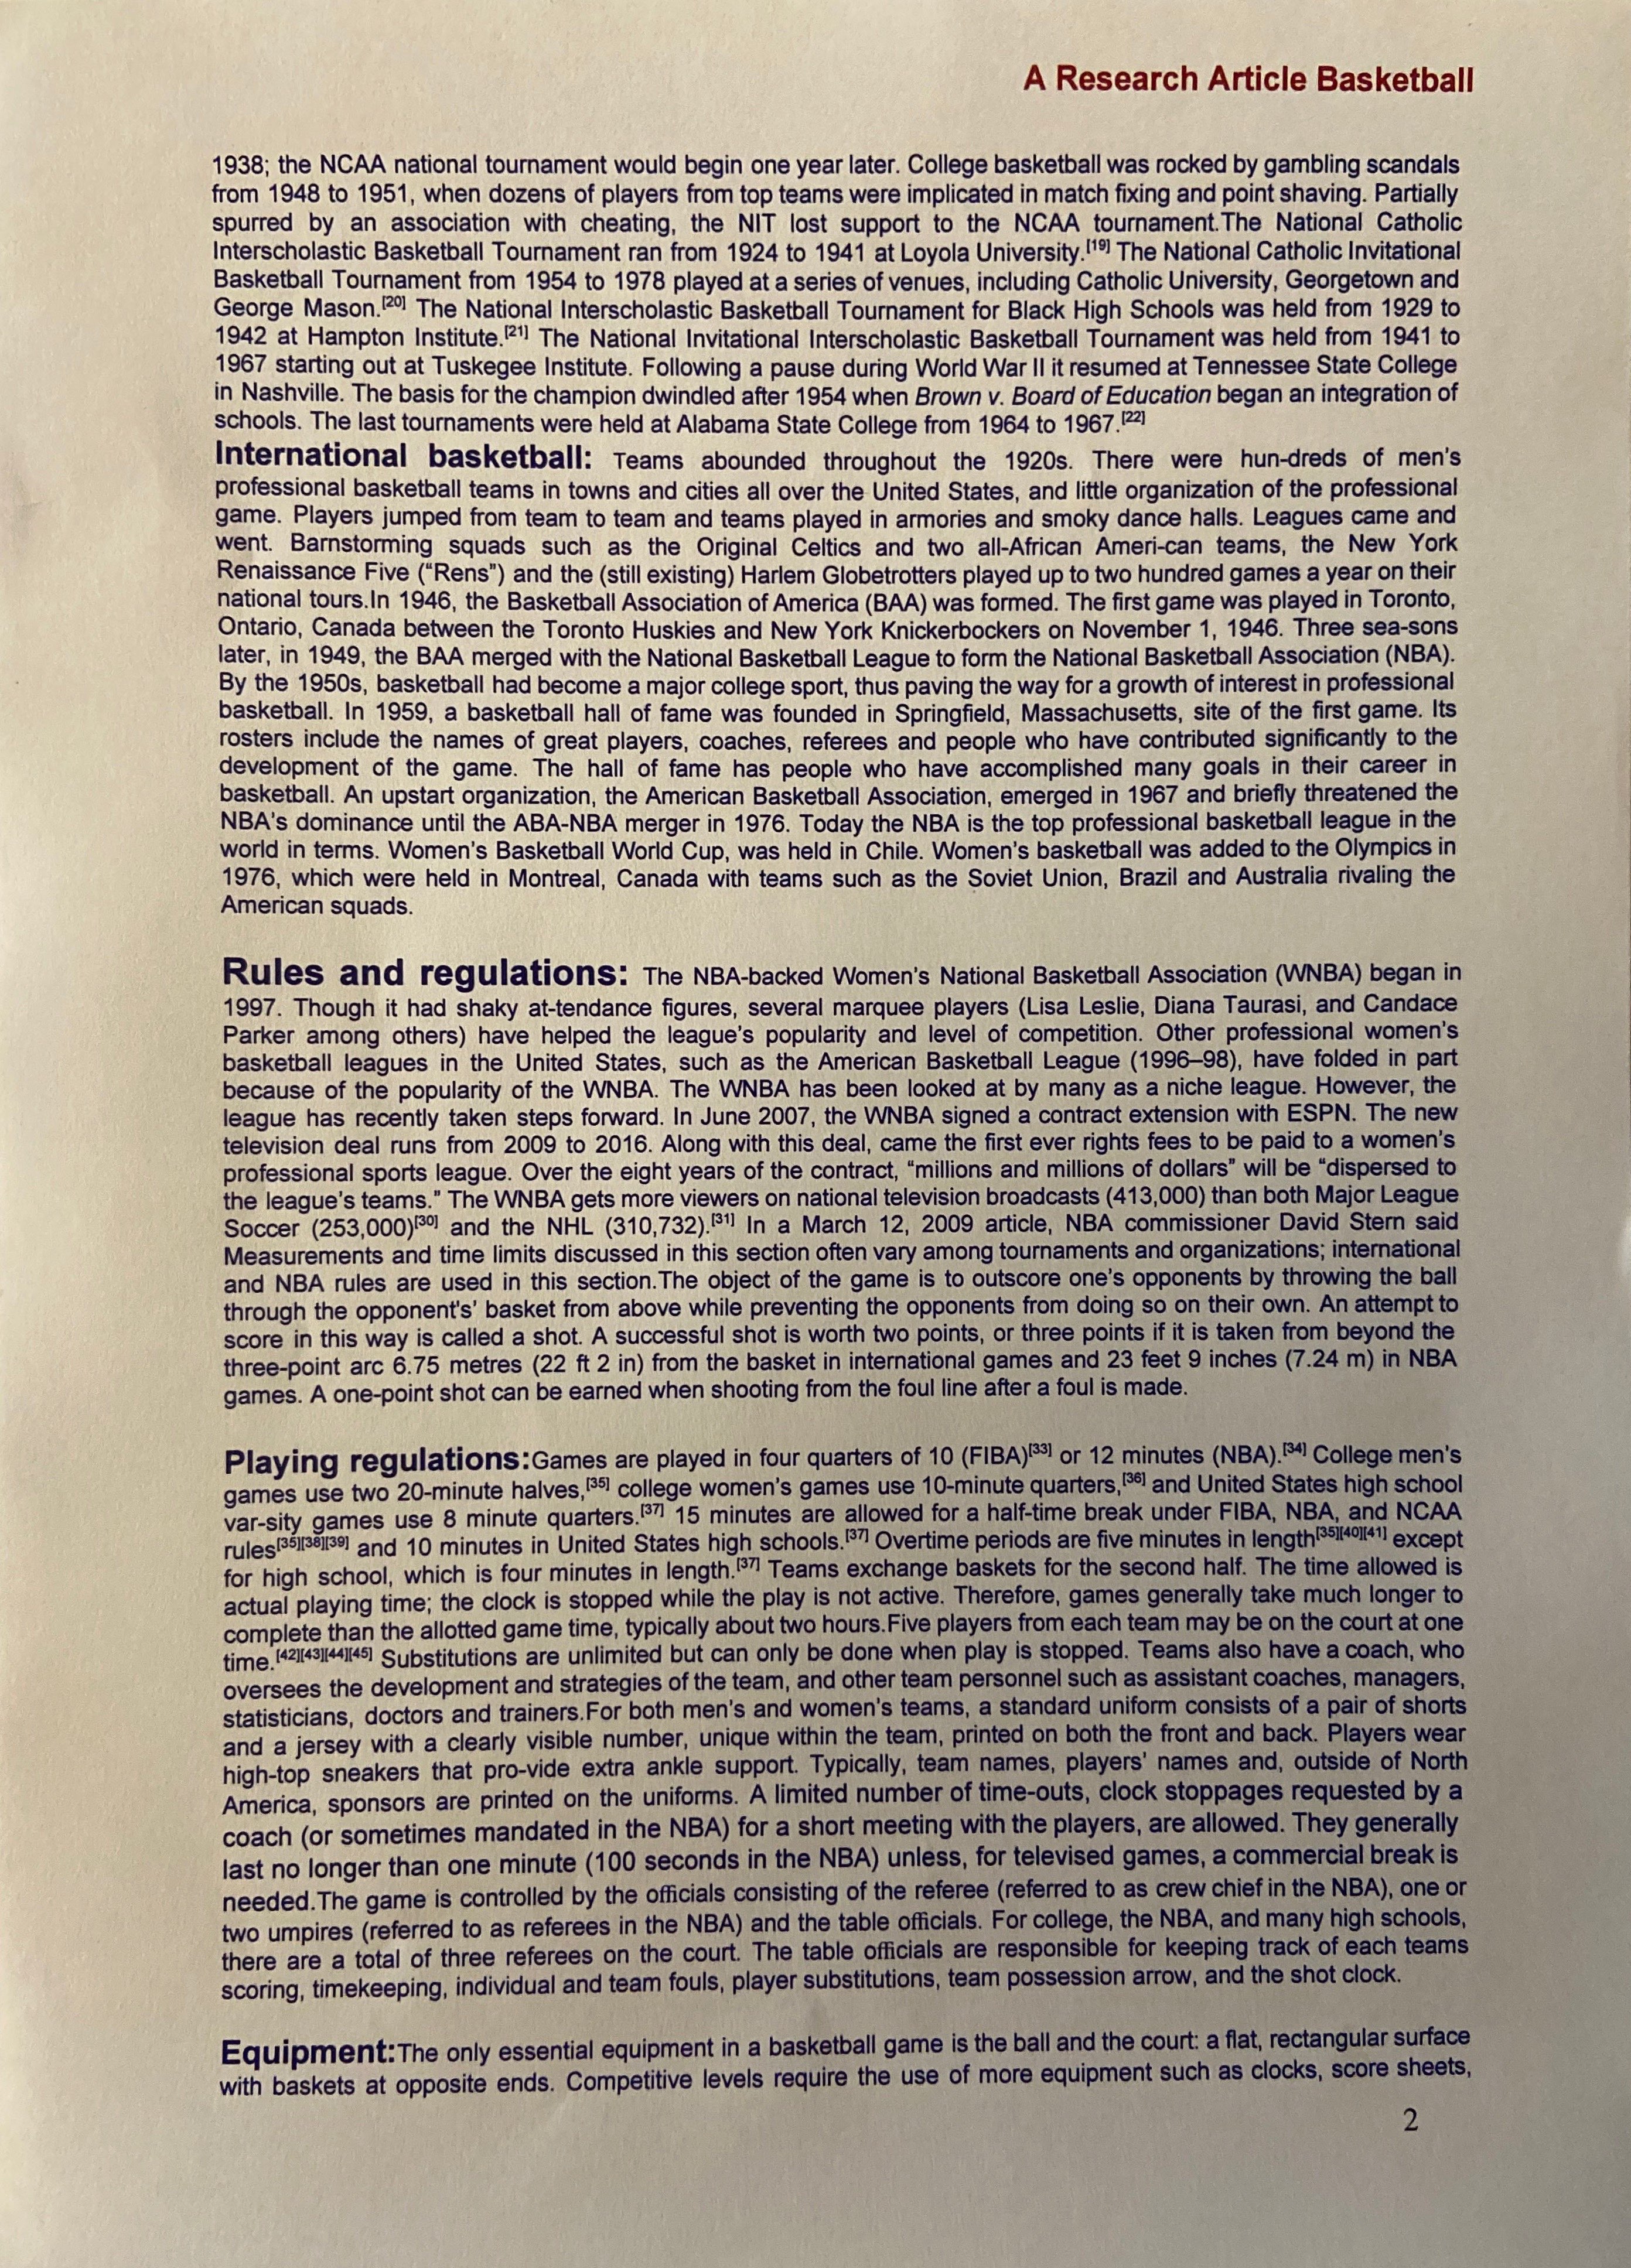 A Research Article Basketball
1938; the NCAA national tournament would begin one year later. College basketball was rocked by gambling scandals
from 1948 to 1951, when dozens of players from top teams were implicated in match fixing and point shaving. Partially
spurred by an association with cheating, the NIT lost support to the NCAA tournament.The National Catholic
Interscholastic Basketball Tournament ran from 1924 to 1941 at Loyola University.[19] The National Catholic Invitational
Basketball Tournament from 1954 to 1978 played at a series of venues, including Catholic University, Georgetown and
George Mason.[20] The National Interscholastic Basketball Tournament for Black High Schools was held from 1929 to
1942 at Hampton Institute.[21] The National Invitational Interscholastic Basketball Tournament was held from 1941 to
1967 starting out at Tuskegee Institute. Following a pause during World War II it resumed at Tennessee State College
in Nashville. The basis for the champion dwindled after 1954 when Brown v. Board of Education began an integration of
schools. The last tournaments were held at Alabama State College from 1964 to 1967.[22]
International basketball: Teams abounded throughout the 1920s. There were hun-dreds of men's
professional basketball teams in towns and cities all over the United States, and little organization of the professional
game. Players jumped from team to team and teams played in armories and smoky dance halls. Leagues came and
went. Barnstorming squads such as the Original Celtics and two all-African Ameri-can teams, the New York
Renaissance Five (“Rens”) and the (still existing) Harlem Globetrotters played up to two hundred games a year on their
national tours.In 1946, the Basketball Association of America (BAA) was formed. The first game was played in Toronto,
Ontario, Canada between the Toronto Huskies and New York Knickerbockers on November 1, 1946. Three sea-sons
later, in 1949, the BAA merged with the National Basketball League to form the National Basketball Association (NBA).
By the 1950s, basketball had become a major college sport, thus paving the way for a growth of interest in professional
basketball. In 1959, a basketball hall of fame was founded in Springfield, Massachusetts, site of the first game. Its
rosters include the names of great players, coaches, referees and people who have contributed significantly to the
development of the game. The hall of fame has people who have accomplished many goals in their career in
basketball. An upstart organization, the American Basketball Association, emerged in 1967 and briefly threatened the
NBA's dominance until the ABA-NBA merger in 1976. Today the NBA is the top professional basketball league in the
world in terms. Women's Basketball World Cup, was held in Chile. Women's basketball was added to the Olympics in
1976, which were held in Montreal, Canada with teams such as the Soviet Union, Brazil and Australia rivaling the
American squads.
Rules and regulations: The NBA-backed Women's National Basketball Association (WNBA) began in
1997. Though it had shaky at-tendance figures, several marquee players (Lisa Leslie, Diana Taurasi, and Candace
Parker among others) have helped the league's popularity and level of competition. Other professional women's
basketball leagues in the United States, such as the American Basketball League (1996–98), have folded in part
because of the popularity of the WNBA. The WNBA has been looked at by many as a niche league. However, the
league has recently taken steps forward. In June 2007, the WNBA signed a contract extension with ESPN. The new
television deal runs from 2009 to 2016. Along with this deal, came the first ever rights fees to be paid to a women's
professional sports league. Over the eight years of the contract, “millions and millions of dollars” will be “dispersed to
the league's teams.” The WNBA gets more viewers on national television broadcasts (413,000) than both Major League
Soccer (253,000)[30] and the NHL (310,732).[31] In a March 12, 2009 article, NBA commissioner David Stern said
Measurements and time limits discussed in this section often vary among tournaments and organizations; international
and NBA rules are used in this section.The object of the game is to outscore one's opponents by throwing the ball
through the opponent's’ basket from above while preventing the opponents from doing so on their own. An attempt to
score in this way is called a shot. A successful shot is worth two points, or three points if it is taken from beyond the
three-point arc 6.75 metres (22 ft 2 in) from the basket in international games and 23 feet 9 inches (7.24 m) in NBA
games. A one-point shot can be earned when shooting from the foul line after a foul is made.
Playing regulations:Games are played in four quarters of 10 (FIBA)[33] or 12 minutes (NBA).[34] College men's
games use two 20-minute halves,[35] college women's games use 10-minute quarters,[36] and United States high school
var-sity games use 8 minute quarters.[37] 15 minutes are allowed for a half-time break under FIBA, NBA, and NCAA
rules[35][38][39] and 10 minutes in United States high schools.[37] Overtime periods are five minutes in length[35][40][41] except
for high school, which is four minutes in length.[37] Teams exchange baskets for the second half. The time allowed is
actual playing time; the clock is stopped while the play is not active. Therefore, games generally take much longer to
complete than the allotted game time, typically about two hours.Five players from each team may be on the court at one
time.[42][43][44][45] Substitutions are unlimited but can only be done when play is stopped. Teams also have a coach, who
oversees the development and strategies of the team, and other team personnel such as assistant coaches, managers,
statisticians, doctors and trainers.For both men's and women's teams, a standard uniform consists of a pair of shorts
and a jersey with a clearly visible number, unique within the team, printed on both the front and back. Players wear
high-top sneakers that pro-vide extra ankle support. Typically, team names, players' names and, outside of North
America, sponsors are printed on the uniforms. A limited number of time-outs, clock stoppages requested by a
coach (or sometimes mandated in the NBA) for a short meeting with the players, are allowed. They generally
last no longer than one minute (100 seconds in the NBA) unless, for televised games, a commercial break is
needed.The game is controlled by the officials consisting of the referee (referred to as crew chief in the NBA), one or
two umpires (referred to as referees in the NBA) and the table officials. For college, the NBA, and many high schools,
there are a total of three referees on the court. The table officials are responsible for keeping track of each teams
scoring, timekeeping, individual and team fouls, player substitutions, team possession arrow, and the shot clock.
Equipment:The only essential equipment in a basketball game is the ball and the court: a flat, rectangular surface
with baskets at opposite ends. Competitive levels require the use of more equipment such as clocks, score sheets,
2